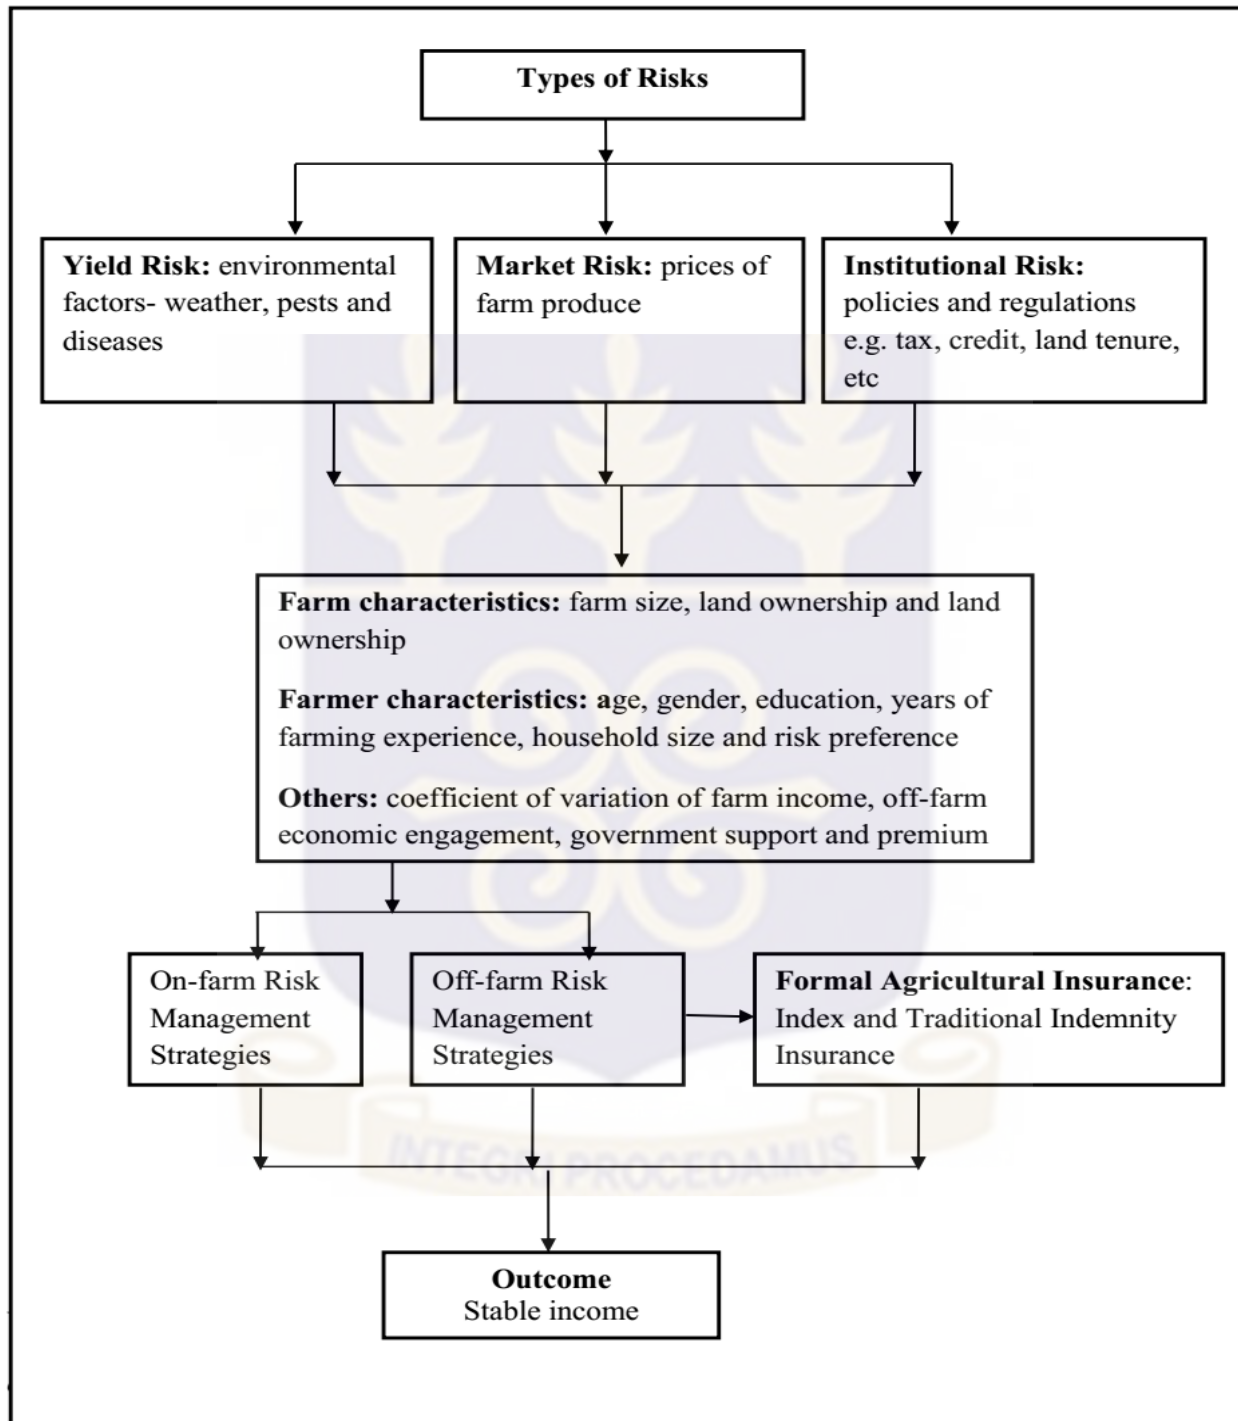 Types of Risks
Yield Risk: environmental
factors- weather, pests and
diseases
Market Risk: prices of
farm produce
Institutional Risk:
policies and regulations
e.g. tax, credit, land tenure,
etc
Farm characteristics: farm size, land ownership and land
ownership
Farmer characteristics: age, gender, education, years of
farming experience, household size and risk preference
Others: coefficient of variation of farm income, off-farm
economic engagement, government support and premium
On-farm Risk
Management
Strategies
Off-farm Risk
Management
Strategies
Formal Agricultural Insurance:
Index and Traditional Indemnity
Insurance
INTEGRI PROCEDAMUS
Outcome
Stable income